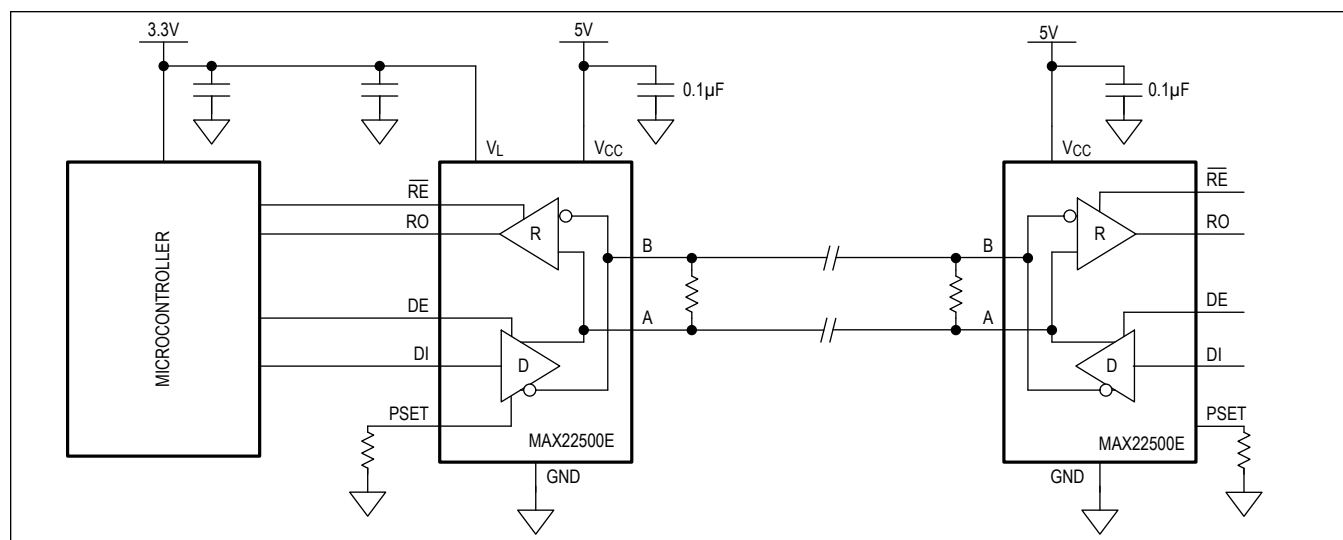 3.3V
5V
5V
0.1µF
0.1µF
VL
VCC
VCC
RE
RE
RO
R
R
RO
B
B
MICROCONTROLLER
DE
DE
A
A
DI
D
D
DI
PSET
PSET
MAX22500E
MAX22500E
GND
GND